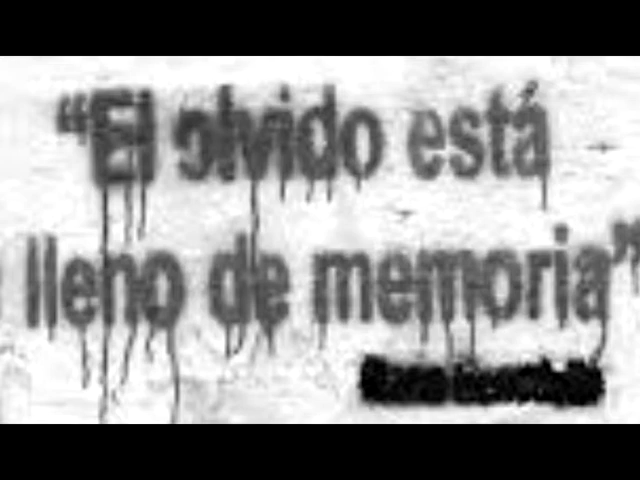 “El olvido está
lleno de memoria”